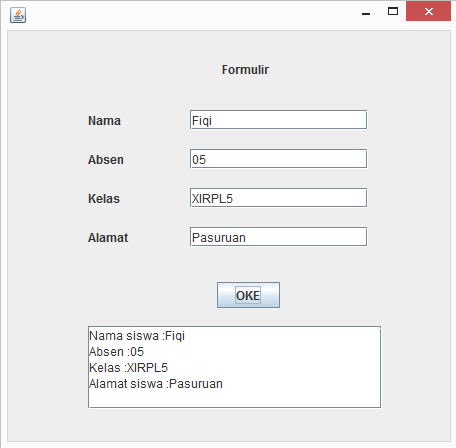 Formulir
Nama Fiqi
Absen 05
Kelas XIRPL5
Alamat Pasuruan
OKE
Nama siswa :Fiqi
Absen :05
Kelas :XIRPL5
Alamat siswa :Pasuruan